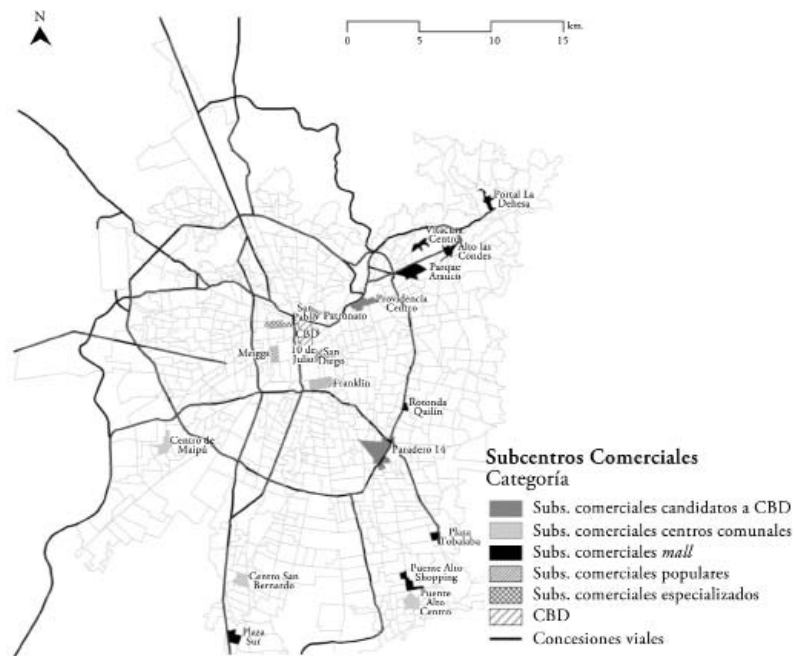 N
km.
0 5 10 15
Portal La
Dehesa
Vitacura
Centro
Alto las
Condes
Parque
Arauco
Providencia
Centro
San
Pablo
Patronato
CBD
Meiggs
10 de
Julio
San
Diego
Franklin
Rotonda
Quilín
Centro de
Maipú
Paradero 14
Plaza
Tobalaba
Puente Alto
Shopping
Centro San
Bernardo
Puente
Alto
Centro
Plaza
Sur
Subcentros Comerciales
Categoría
Subs. comerciales candidatos a CBD
Subs. comerciales centros comunales
Subs. comerciales mall
Subs. comerciales populares
Subs. comerciales especializados
CBD
Concesiones viales